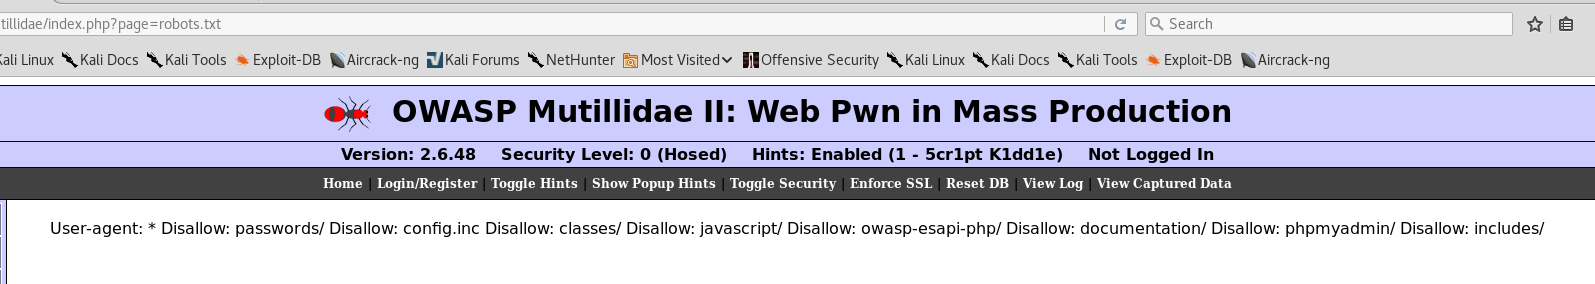 tillidae/index.php?page=robots.txt Search
Kali Linux Kali Docs Kali Tools Exploit-DB Aircrack-ng Kali Forums NetHunter Most Visited Offensive Security Kali Linux Kali Docs Kali Tools Exploit-DB Aircrack-ng
OWASP Mutillidae II: Web Pwn in Mass Production
Version: 2.6.48 Security Level: 0 (Hosed) Hints: Enabled (1 - 5cr1pt K1dd1e) Not Logged In
Home | Login/Register | Toggle Hints | Show Popup Hints | Toggle Security | Enforce SSL | Reset DB | View Log | View Captured Data
User-agent: * Disallow: passwords/ Disallow: config.inc Disallow: classes/ Disallow: javascript/ Disallow: owasp-esapi-php/ Disallow: documentation/ Disallow: phpmyadmin/ Disallow: includes/